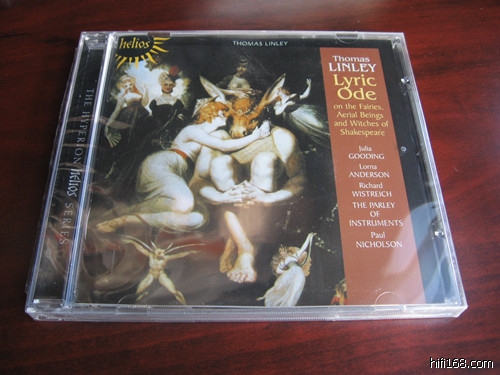 helios
THOMAS LINLEY
THE HYPERION helios SERIES
Thomas
LINLEY
Lyric
Ode
on the Fairies,
Aerial Beings
and Witches of
Shakespeare
Julia
GOODING
Lorna
ANDERSON
Richard
WISTREICH
THE PARLEY
OF
INSTRUMENTS
Paul
NICHOLSON
hifi168.com